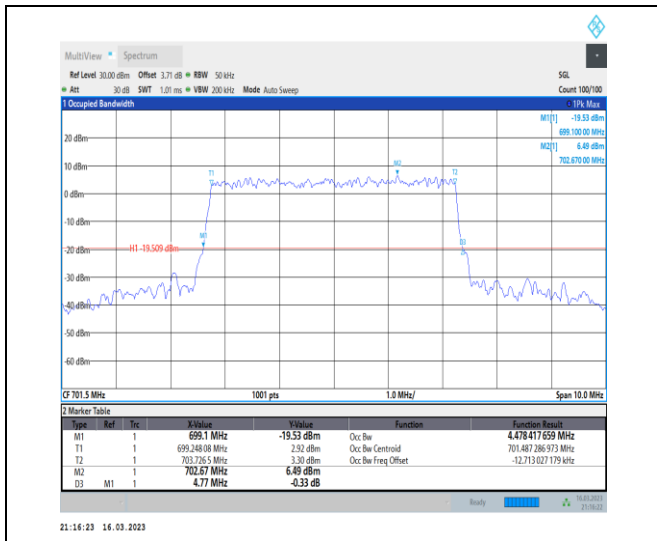 MultiView Spectrum
Ref Level 30.00 dBm Offset 3.71 dB RBW 50 kHz SGL
Att 30 dB SWT 1.01 ms VBW 200 kHz Mode Auto Sweep Count 100/100
1 Occupied Bandwidth 1Pk Max
M1[1] -19.53 dBm
699.10000 MHz
M2[1] 6.49 dBm
702.67000 MHz
20 dBm
10 dBm
M2
T1 T2
0 dBm
-10 dBm
M1
D3
-20 dBm H1 -19.509 dBm
-30 dBm
-40 dBm
-50 dBm
-60 dBm
CF 701.5 MHz 1001 pts 1.0 MHz/ Span 10.0 MHz
2 Marker Table
Type Ref Trc X-Value Y-Value Function Function Result
M1 1 699.1 MHz -19.53 dBm Occ Bw 4.478 417 659 MHz
T1 1 699.248 08 MHz 2.92 dBm Occ Bw Centroid 701.487 286 973 MHz
T2 1 703.726 5 MHz 3.30 dBm Occ Bw Freq Offset -12.713 027 179 kHz
M2 1 702.67 MHz 6.49 dBm
D3 M1 1 4.77 MHz -0.33 dB
Ready 16.03.2023
21:16:22
21:16:23 16.03.2023